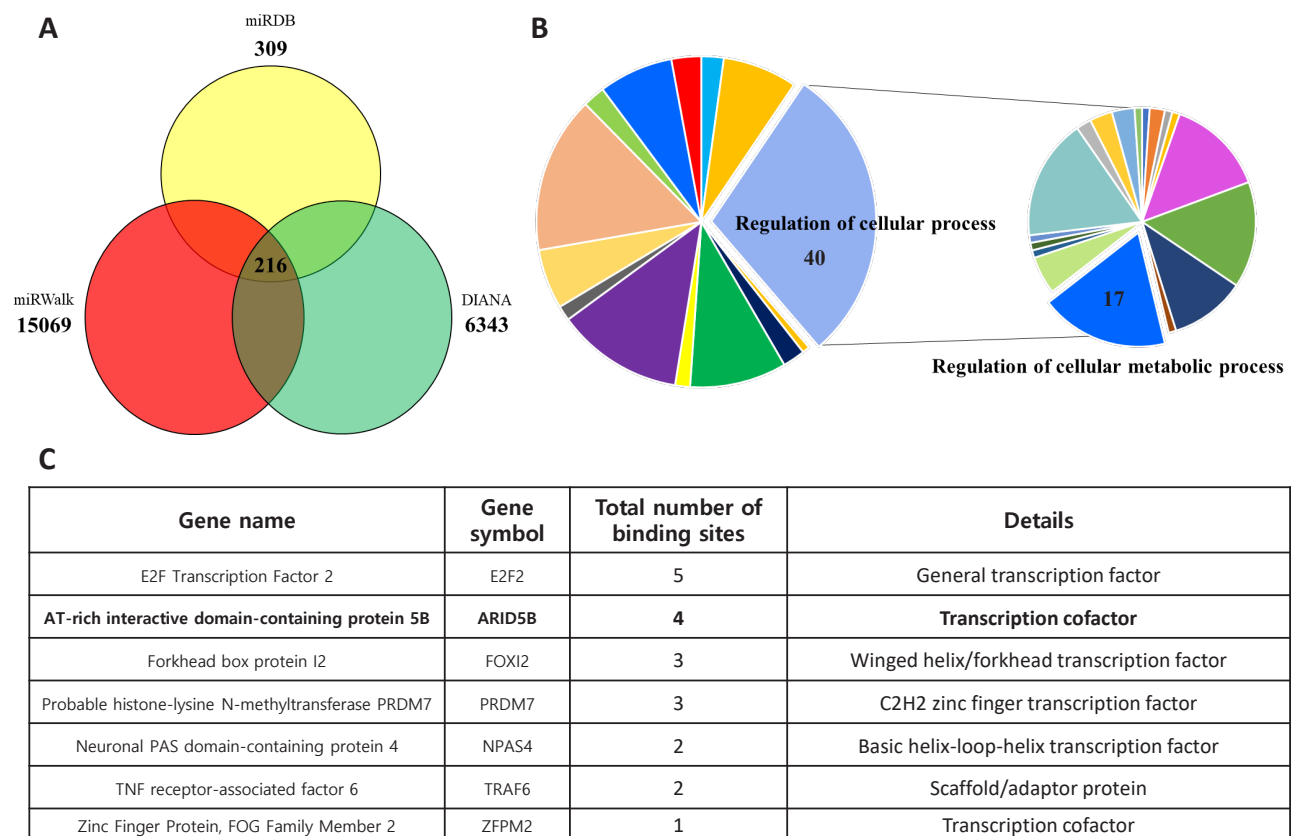 A
miRDB
309
216
miRWalk
15069
DIANA
6343
B
Regulation of cellular process
40
17
Regulation of cellular metabolic process
C
Gene name
Gene
symbol
Total number of
binding sites
Details
E2F Transcription Factor 2
E2F2
5
General transcription factor
AT-rich interactive domain-containing protein 5B
ARID5B
4
Transcription cofactor
Forkhead box protein I2
FOXI2
3
Winged helix/forkhead transcription factor
Probable histone-lysine N-methyltransferase PRDM7
PRDM7
3
C2H2 zinc finger transcription factor
Neuronal PAS domain-containing protein 4
NPAS4
2
Basic helix-loop-helix transcription factor
TNF receptor-associated factor 6
TRAF6
2
Scaffold/adaptor protein
Zinc Finger Protein, FOG Family Member 2
ZFPM2
1
Transcription cofactor